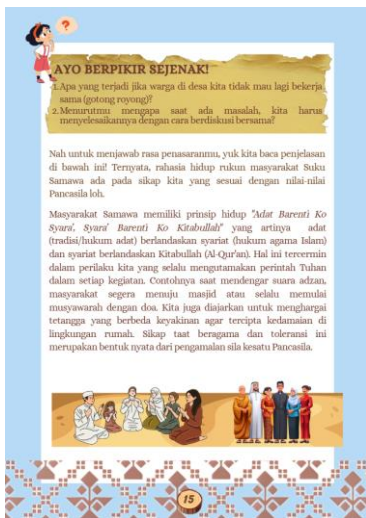 ?
AYO BERPIKIR SEJENAK!
1. Apa yang terjadi jika warga di desa kita tidak mau lagi bekerja
sama (gotong royong)?
2. Menurutmu mengapa saat ada masalah, kita harus
menyelesaikannya dengan cara berdiskusi bersama?
Nah untuk menjawab rasa penasaranmu, yuk kita baca penjelasan
di bawah ini! Ternyata, rahasia hidup rukun masyarakat Suku
Samawa ada pada sikap kita yang sesuai dengan nilai-nilai
Pancasila loh.
Masyarakat Samawa memiliki prinsip hidup "Adat Barenti Ko
Syara', Syara' Barenti Ko Kitabullah" yang artinya adat
(tradisi/hukum adat) berlandaskan syariat (hukum agama Islam)
dan syariat berlandaskan Kitabullah (Al-Qur'an). Hal ini tercermin
dalam perilaku kita yang selalu mengutamakan perintah Tuhan
dalam setiap kegiatan. Contohnya saat mendengar suara adzan,
masyarakat segera menuju masjid atau selalu memulai
musyawarah dengan doa. Kita juga diajarkan untuk menghargai
tetangga yang berbeda keyakinan agar tercipta kedamaian di
lingkungan rumah. Sikap taat beragama dan toleransi ini
merupakan bentuk nyata dari pengamalan sila kesatu Pancasila.
15